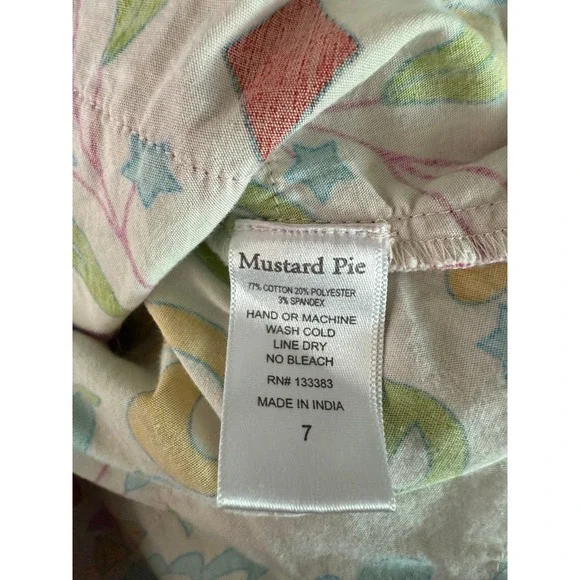 Mustard Pie
77% COTTON 20% POLYESTER
3% SPANDEX
HAND OR MACHINE
WASH COLD
LINE DRY
NO BLEACH
RN# 133383
MADE IN INDIA
7